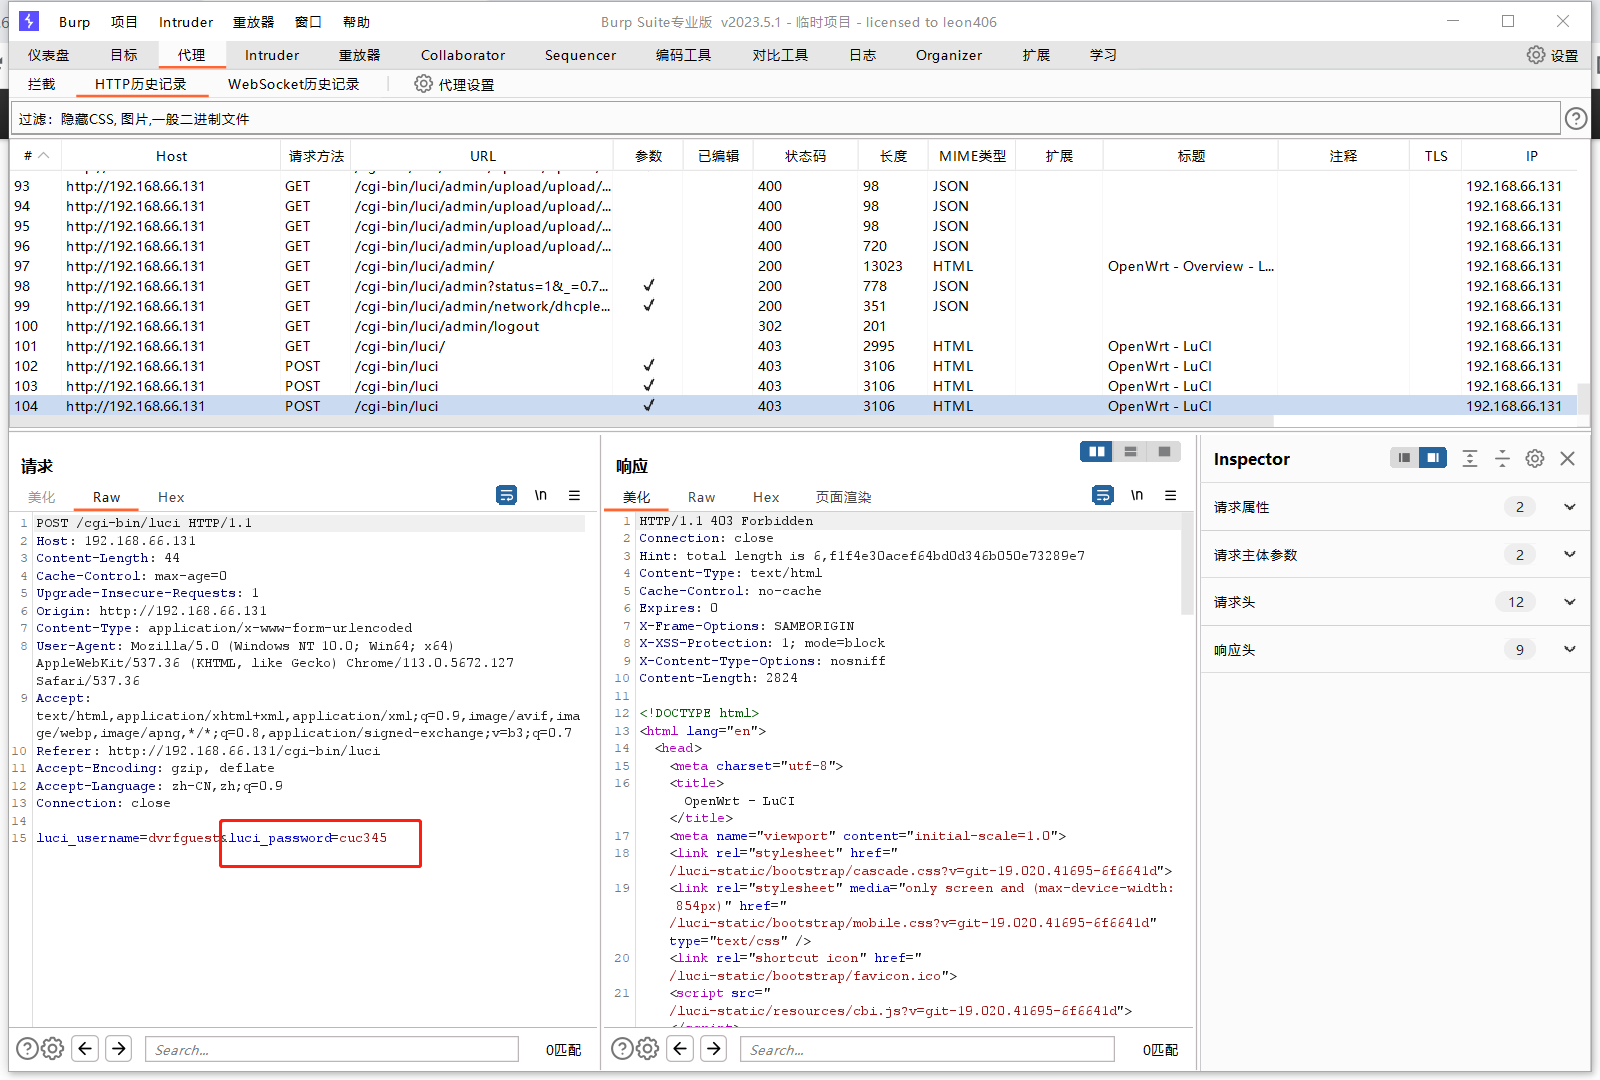 Burp 项目 Intruder 重放器 窗口 帮助 Burp Suite专业版 v2023.5.1 - 临时项目 - licensed to leon406
仪表盘 目标 代理 Intruder 重放器 Collaborator Sequencer 编码工具 对比工具 日志 Organizer 扩展 学习 设置
拦截 HTTP历史记录 WebSocket历史记录 代理设置
过滤：隐藏CSS, 图片,一般二进制文件
# Host 请求方法 URL 参数 已编辑 状态码 长度 MIME类型 扩展 标题 注释 TLS IP
93 http://192.168.66.131 GET /cgi-bin/luci/admin/upload/upload/... 400 98 JSON 192.168.66.131
94 http://192.168.66.131 GET /cgi-bin/luci/admin/upload/upload/... 400 98 JSON 192.168.66.131
95 http://192.168.66.131 GET /cgi-bin/luci/admin/upload/upload/... 400 98 JSON 192.168.66.131
96 http://192.168.66.131 GET /cgi-bin/luci/admin/upload/upload/... 400 720 JSON 192.168.66.131
97 http://192.168.66.131 GET /cgi-bin/luci/admin/ 200 13023 HTML OpenWrt - Overview - L... 192.168.66.131
98 http://192.168.66.131 GET /cgi-bin/luci/admin?status=1&_=0.7... ✓ 200 778 JSON 192.168.66.131
99 http://192.168.66.131 GET /cgi-bin/luci/admin/network/dhcple... ✓ 200 351 JSON 192.168.66.131
100 http://192.168.66.131 GET /cgi-bin/luci/admin/logout 302 201 192.168.66.131
101 http://192.168.66.131 GET /cgi-bin/luci/ 403 2995 HTML OpenWrt - LuCI 192.168.66.131
102 http://192.168.66.131 POST /cgi-bin/luci ✓ 403 3106 HTML OpenWrt - LuCI 192.168.66.131
103 http://192.168.66.131 POST /cgi-bin/luci ✓ 403 3106 HTML OpenWrt - LuCI 192.168.66.131
104 http://192.168.66.131 POST /cgi-bin/luci ✓ 403 3106 HTML OpenWrt - LuCI 192.168.66.131
请求
美化 Raw Hex \n
1 POST /cgi-bin/luci HTTP/1.1
2 Host: 192.168.66.131
3 Content-Length: 44
4 Cache-Control: max-age=0
5 Upgrade-Insecure-Requests: 1
6 Origin: http://192.168.66.131
7 Content-Type: application/x-www-form-urlencoded
8 User-Agent: Mozilla/5.0 (Windows NT 10.0; Win64; x64)
AppleWebKit/537.36 (KHTML, like Gecko) Chrome/113.0.5672.127
Safari/537.36
9 Accept:
text/html,application/xhtml+xml,application/xml;q=0.9,image/avif,ima
ge/webp,image/apng,*/*;q=0.8,application/signed-exchange;v=b3;q=0.7
10 Referer: http://192.168.66.131/cgi-bin/luci
11 Accept-Encoding: gzip, deflate
12 Accept-Language: zh-CN,zh;q=0.9
13 Connection: close
14
15 luci_username=dvrfguest&luci_password=cuc345
Search... 0匹配
响应
美化 Raw Hex 页面渲染 \n
1 HTTP/1.1 403 Forbidden
2 Connection: close
3 Hint: total length is 6,f1f4e30acef64bd0d346b050e73289e7
4 Content-Type: text/html
5 Cache-Control: no-cache
6 Expires: 0
7 X-Frame-Options: SAMEORIGIN
8 X-XSS-Protection: 1; mode=block
9 X-Content-Type-Options: nosniff
10 Content-Length: 2824
11
12 <!DOCTYPE html>
13 <html lang="en">
14 <head>
15 <meta charset="utf-8">
16 <title>
OpenWrt - LuCI
</title>
17 <meta name="viewport" content="initial-scale=1.0">
18 <link rel="stylesheet" href="
/luci-static/bootstrap/cascade.css?v=git-19.020.41695-6f6641d">
19 <link rel="stylesheet" media="only screen and (max-device-width:
854px)" href="
/luci-static/bootstrap/mobile.css?v=git-19.020.41695-6f6641d"
type="text/css" />
20 <link rel="shortcut icon" href="
/luci-static/bootstrap/favicon.ico">
21 <script src="
/luci-static/resources/cbi.js?v=git-19.020.41695-6f6641d">
Search... 0匹配
Inspector
请求属性 2
请求主体参数 2
请求头 12
响应头 9